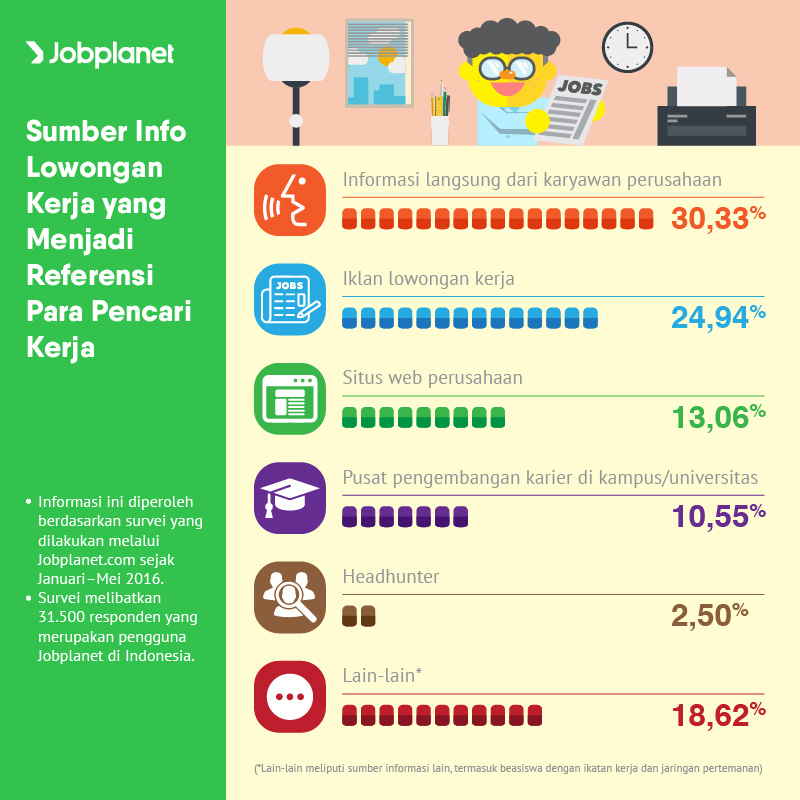 Jobplanet
Sumber Info
Lowongan
Kerja yang
Menjadi
Referensi
Para Pencari
Kerja
• Informasi ini diperoleh
berdasarkan survei yang
dilakukan melalui
Jobplanet.com sejak
Januari–Mei 2016.
• Survei melibatkan
31.500 responden yang
merupakan pengguna
Jobplanet di Indonesia.
JOBS
Informasi langsung dari karyawan perusahaan
30,33%
JOBS
Iklan lowongan kerja
24,94%
Situs web perusahaan
13,06%
Pusat pengembangan karier di kampus/universitas
10,55%
Headhunter
2,50%
Lain-lain*
18,62%
(*Lain-lain meliputi sumber informasi lain, termasuk beasiswa dengan ikatan kerja dan jaringan pertemanan)